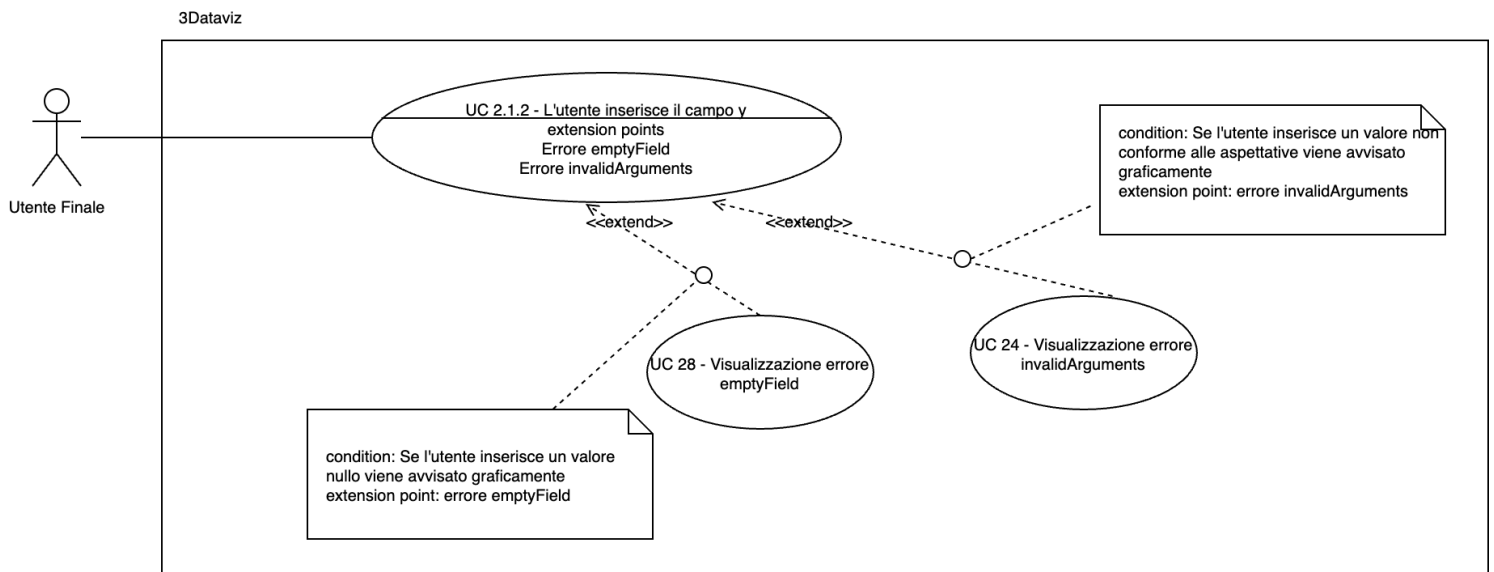 3Dataviz
UC 2.1.2 - L'utente inserisce il campo y
extension points
Errore emptyField
Errore invalidArguments
condition: Se l'utente inserisce un valore non
conforme alle aspettative viene avvisato
graficamente
extension point: errore invalidArguments
Utente Finale
<<extend>>
<<extend>>
UC 28 - Visualizzazione errore
emptyField
UC 24 - Visualizzazione errore
invalidArguments
condition: Se l'utente inserisce un valore
nullo viene avvisato graficamente
extension point: errore emptyField